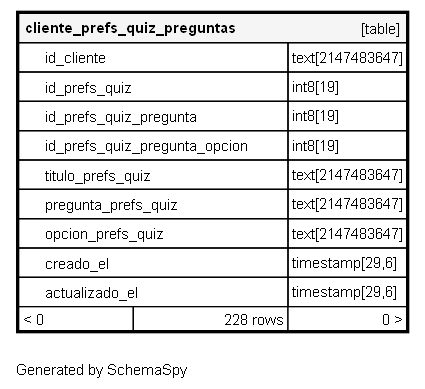 cliente_prefs_quiz_preguntas [table]
id_cliente text[2147483647]
id_prefs_quiz int8[19]
id_prefs_quiz_pregunta int8[19]
id_prefs_quiz_pregunta_opcion int8[19]
titulo_prefs_quiz text[2147483647]
pregunta_prefs_quiz text[2147483647]
opcion_prefs_quiz text[2147483647]
creado_el timestamp[29,6]
actualizado_el timestamp[29,6]
< 0 228 rows 0 >
Generated by SchemaSpy